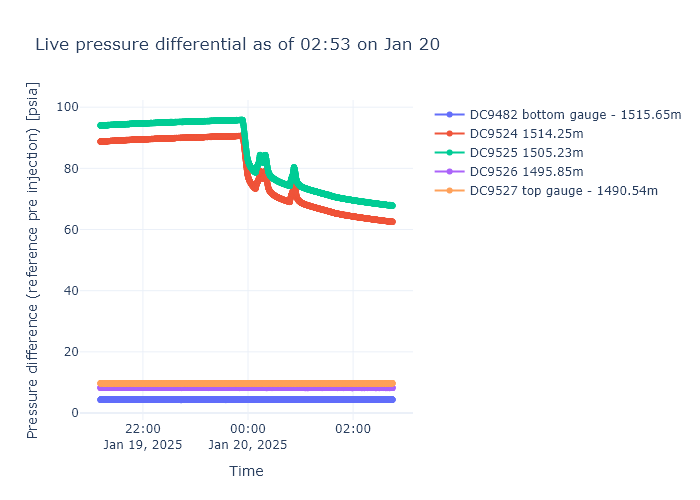 Live pressure differential as of 02:53 on Jan 20
Pressure difference (reference pre injection) [psia]
100
80
60
40
20
0
22:00
Jan 19, 2025
00:00
Jan 20, 2025
02:00
Time
DC9482 bottom gauge - 1515.65m
DC9524 1514.25m
DC9525 1505.23m
DC9526 1495.85m
DC9527 top gauge - 1490.54m